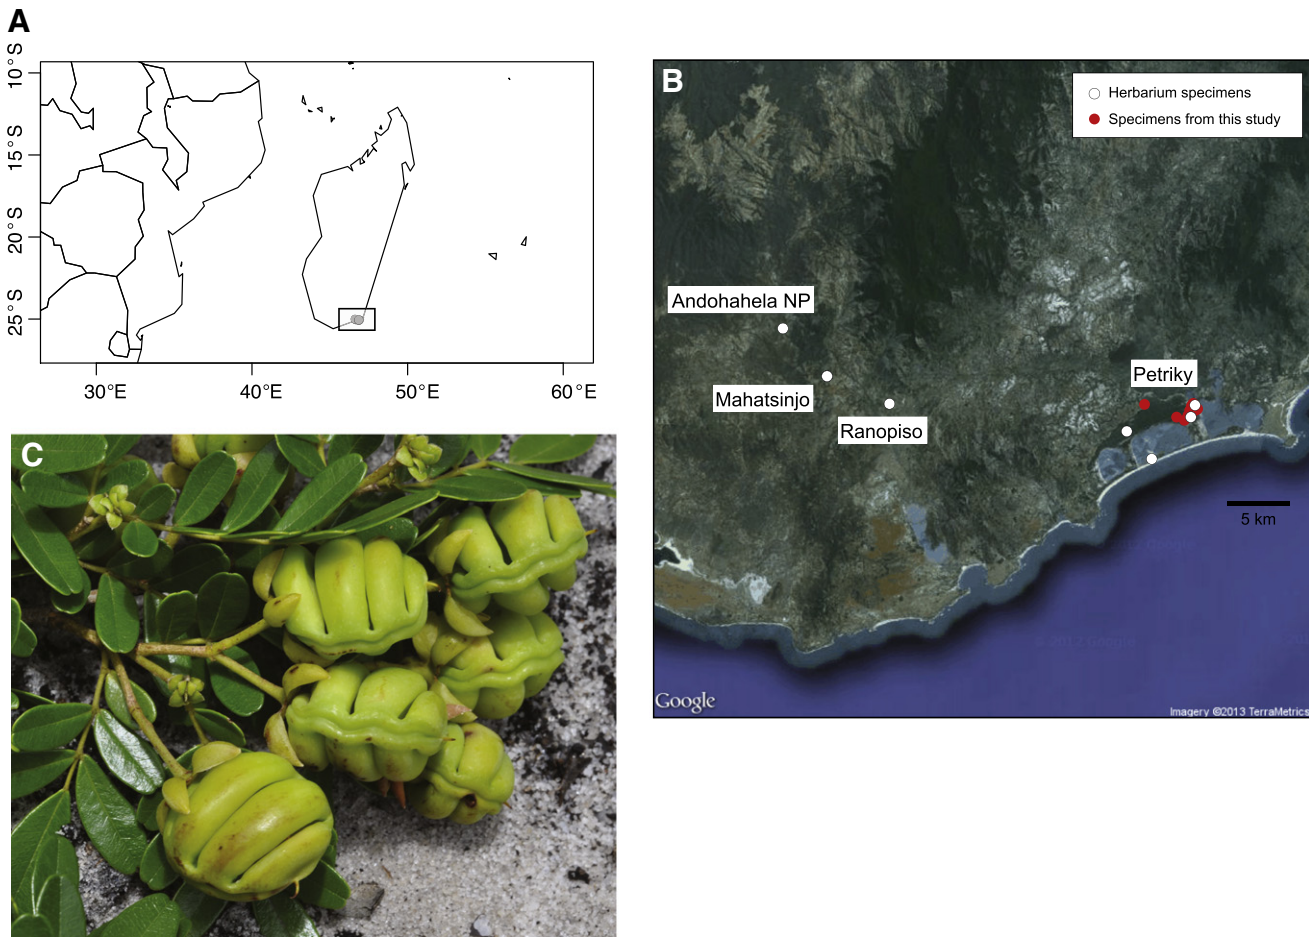 A
10°S
15°S
20°S
25°S
30°E
40°E
50°E
60°E
B
Herbarium specimens
Specimens from this study
Andohahela NP
Mahatsinjo
Ranopiso
Petriky
5 km
Google
Imagery ©2013 TerraMetrics
C